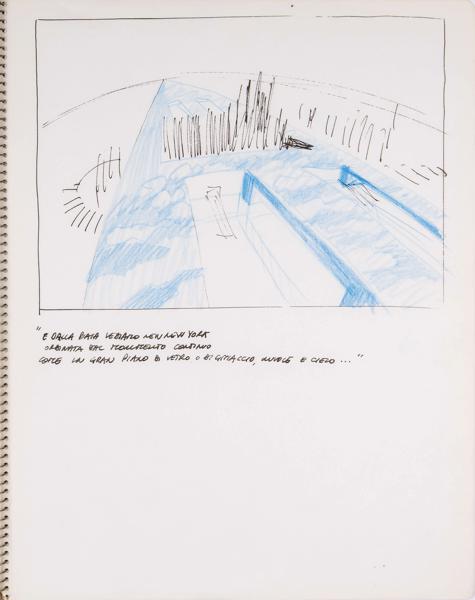 "E DALLA BAIA VEDIAMO NEW NEW YORK
ORDINATA DAL MONUMENTO CONTINUO
COME UN GRAN PIANO DI VETRO O DI GHIACCIO, NUVOLE E CIELO ..."